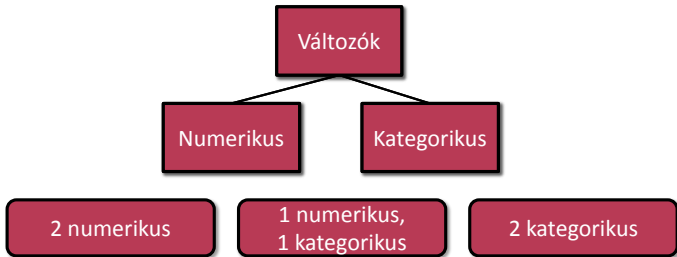 Változók
Numerikus
Kategorikus
2 numerikus
1 numerikus,
1 kategorikus
2 kategorikus